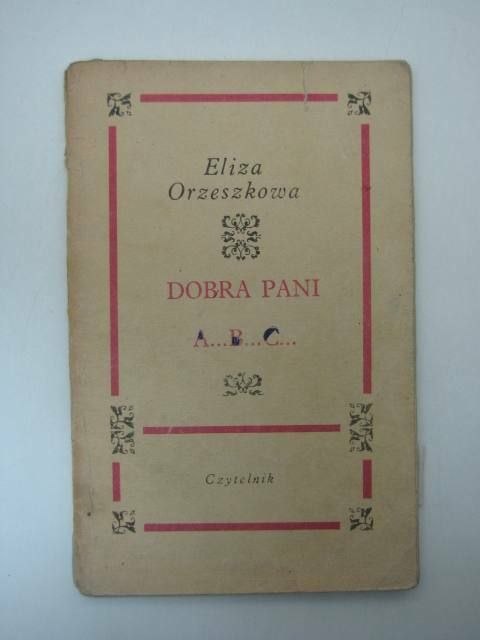 Eliza
Orzeszkowa
DOBRA PANI
A...B...C...
Czytelnik